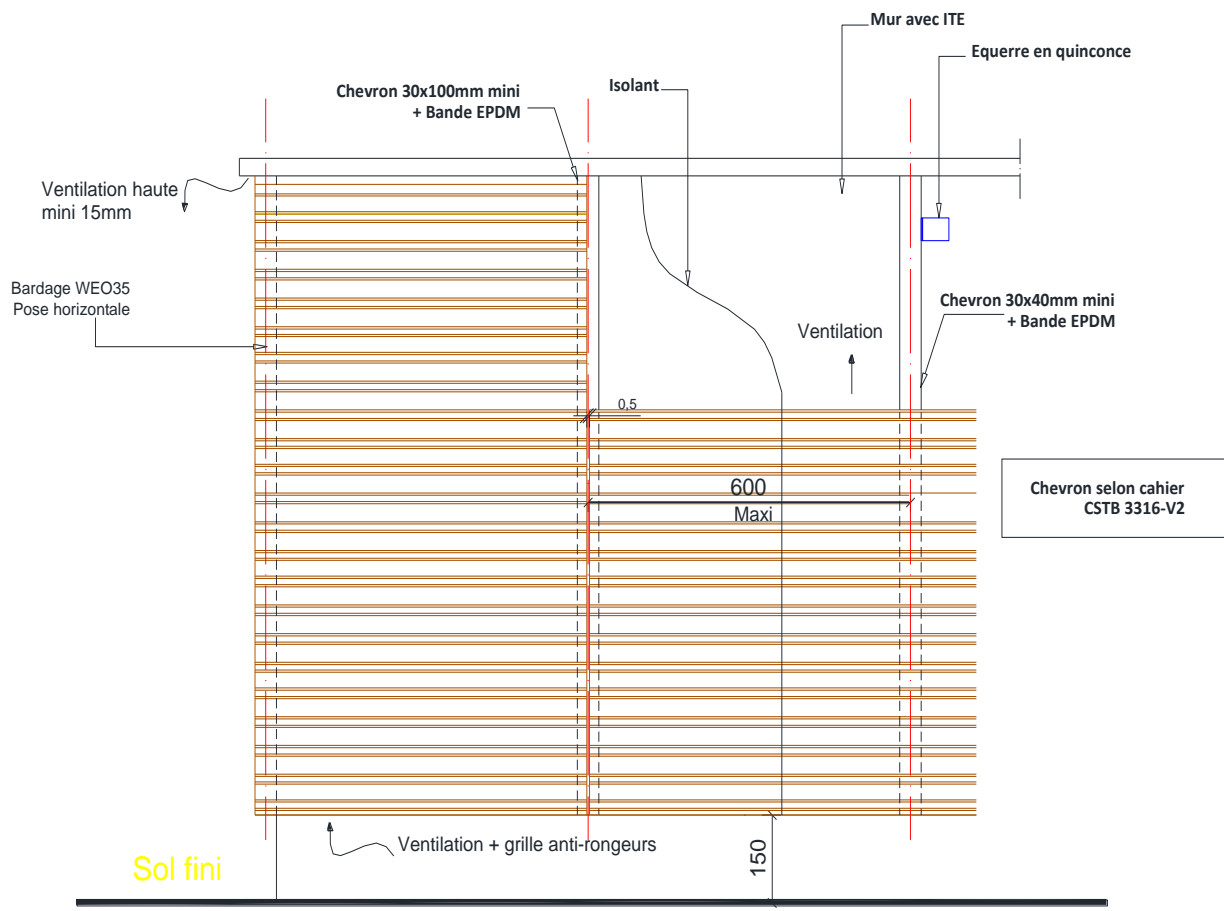 Mur avec ITE
Equerre en quinconce
Isolant
Chevron 30x100mm mini
+ Bande EPDM
Ventilation haute
mini 15mm
Bardage WEO35
Pose horizontale
Chevron 30x40mm mini
+ Bande EPDM
Ventilation
0,5
600
Maxi
Chevron selon cahier
CSTB 3316-V2
Ventilation + grille anti-rongeurs
150
Sol fini